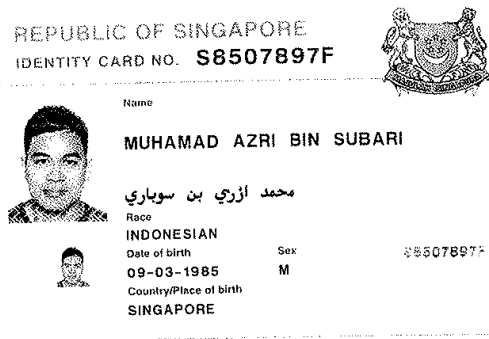 REPUBLIC OF SINGAPORE
IDENTITY CARD NO. S8507897F
Name
MUHAMAD AZRI BIN SUBARI
محمد ازري بن سوباري
Race
INDONESIAN
Date of birth
Sex
S8507897F
09-03-1985
M
Country/Place of birth
SINGAPORE